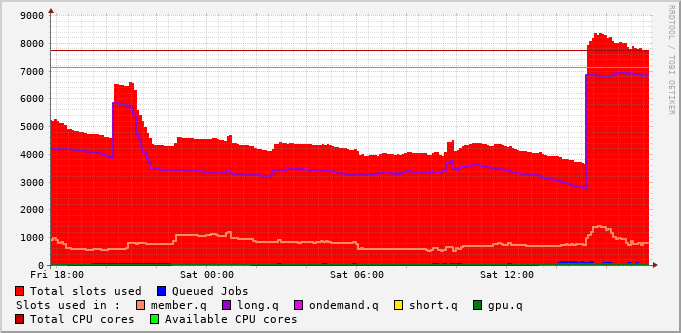 9000
8000
7000
6000
5000
4000
3000
2000
1000
0
Fri 18:00 Sat 00:00 Sat 06:00 Sat 12:00
RRDTOOL / TOBI OETIKER
Total slots used Queued Jobs
Slots used in : member.q long.q ondemand.q short.q gpu.q
Total CPU cores Available CPU cores